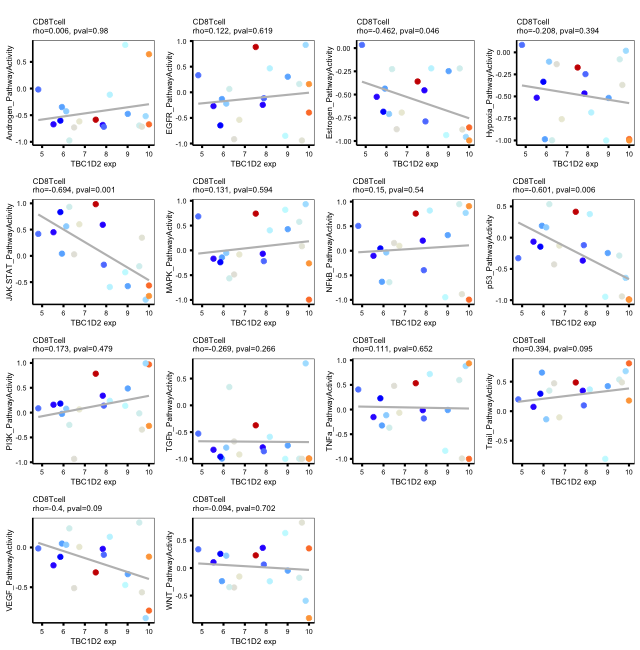 CD8Tcell
rho=0.006, pval=0.98
Androgen_PathwayActivity
1.0
0.5
0.0
-0.5
-1.0
5 6 7 8 9 10
TBC1D2 exp
CD8Tcell
rho=0.122, pval=0.619
EGFR_PathwayActivity
1.0
0.5
0.0
-0.5
-1.0
5 6 7 8 9 10
TBC1D2 exp
CD8Tcell
rho=-0.462, pval=0.046
Estrogen_PathwayActivity
0.00
-0.25
-0.50
-0.75
-1.00
5 6 7 8 9 10
TBC1D2 exp
CD8Tcell
rho=-0.208, pval=0.394
Hypoxia_PathwayActivity
0.00
-0.25
-0.50
-0.75
-1.00
5 6 7 8 9 10
TBC1D2 exp
CD8Tcell
rho=-0.694, pval=0.001
JAK.STAT_PathwayActivity
1.0
0.5
0.0
-0.5
5 6 7 8 9 10
TBC1D2 exp
CD8Tcell
rho=0.131, pval=0.594
MAPK_PathwayActivity
1.0
0.5
0.0
-0.5
-1.0
5 6 7 8 9 10
TBC1D2 exp
CD8Tcell
rho=0.15, pval=0.54
NFkB_PathwayActivity
1.0
0.5
0.0
-0.5
-1.0
5 6 7 8 9 10
TBC1D2 exp
CD8Tcell
rho=-0.601, pval=0.006
p53_PathwayActivity
0.5
0.0
-0.5
-1.0
5 6 7 8 9 10
TBC1D2 exp
CD8Tcell
rho=0.173, pval=0.479
PI3K_PathwayActivity
1.0
0.5
0.0
-0.5
-1.0
5 6 7 8 9 10
TBC1D2 exp
CD8Tcell
rho=-0.269, pval=0.266
TGFb_PathwayActivity
0.5
0.0
-0.5
-1.0
5 6 7 8 9 10
TBC1D2 exp
CD8Tcell
rho=0.111, pval=0.652
TNFa_PathwayActivity
1.0
0.5
0.0
-0.5
-1.0
5 6 7 8 9 10
TBC1D2 exp
CD8Tcell
rho=0.394, pval=0.095
Trail_PathwayActivity
0.5
0.0
-0.5
5 6 7 8 9 10
TBC1D2 exp
CD8Tcell
rho=-0.4, pval=0.09
VEGF_PathwayActivity
0.0
-0.5
5 6 7 8 9 10
TBC1D2 exp
CD8Tcell
rho=-0.094, pval=0.702
WNT_PathwayActivity
0.5
0.0
-0.5
5 6 7 8 9 10
TBC1D2 exp